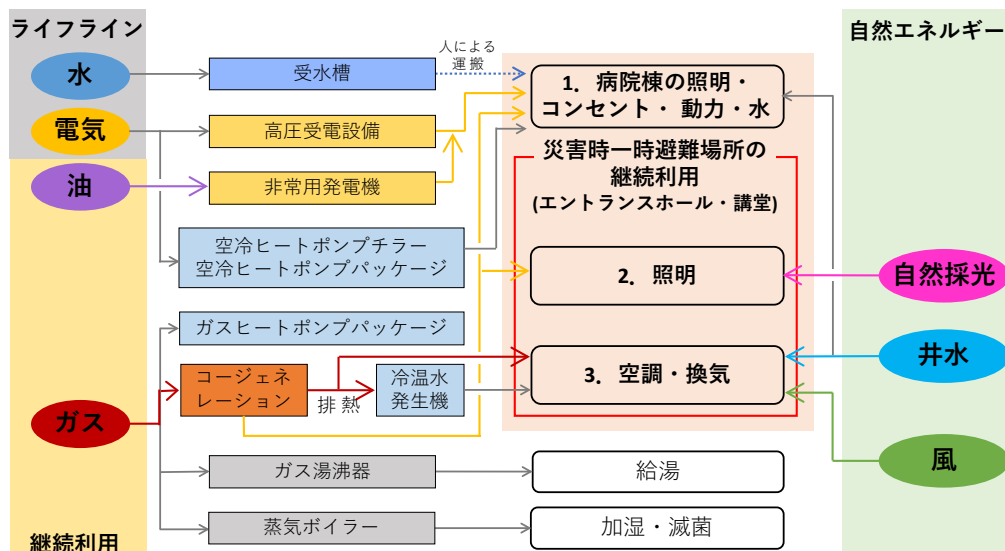 ライフライン
自然エネルギー
水
受水槽
人による
運搬
1. 病院棟の照明・
コンセント・ 動力・水
電気
高圧受電設備
災害時一時避難場所の
継続利用
(エントランスホール・講堂)
油
非常用発電機
空冷ヒートポンプチラー
空冷ヒートポンプパッケージ
2. 照明
自然採光
ガスヒートポンプパッケージ
コージェネ
レーション
排熱
冷温水
発生機
3. 空調・換気
井水
ガス
風
ガス湯沸器
給湯
蒸気ボイラー
加湿・滅菌
継続利用